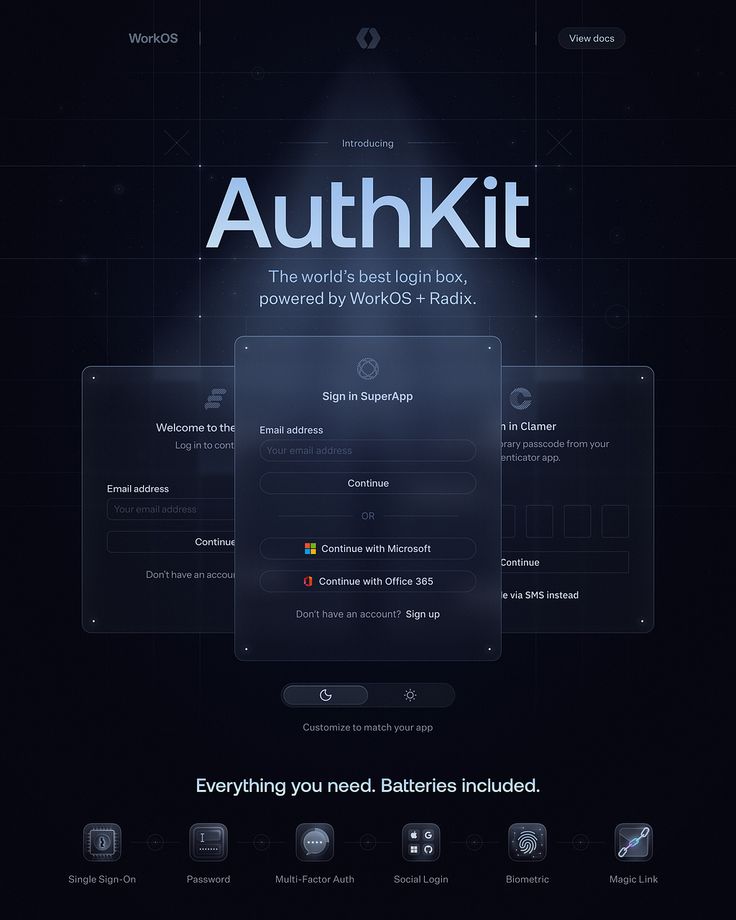 WorkOS
View docs
Introducing
AuthKit
The world's best login box,
powered by WorkOS + Radix.
Welcome to the
Log in to cont
Email address
Your email address
Continue
Don't have an accou
Sign in SuperApp
Email address
Your email address
Continue
OR
Continue with Microsoft
Continue with Office 365
Don't have an account? Sign up
n in Clamer
rary passcode from your
enticator app.
Continue
le via SMS instead
Customize to match your app
Everything you need. Batteries included.
Single Sign-On
Password
Multi-Factor Auth
Social Login
Biometric
Magic Link